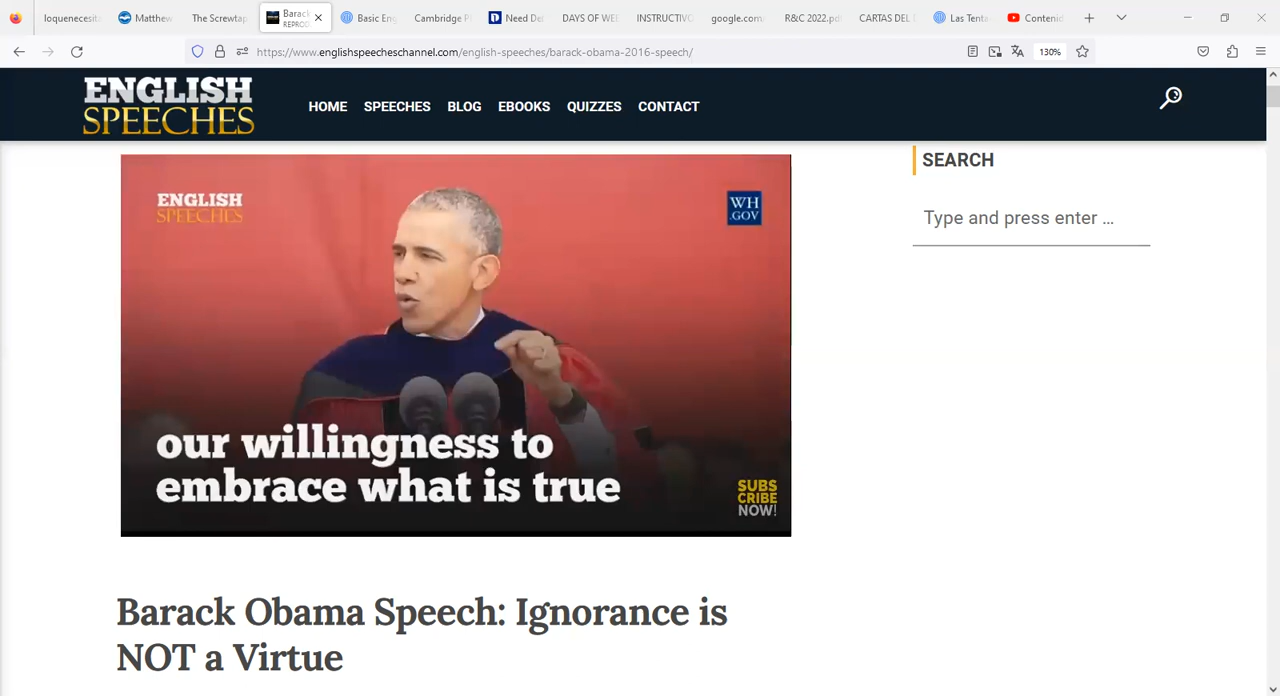 loquenecesit
Matthew
The Screwtap
Barack
REPRODU
Basic Eng
Cambridge P
Need De
DAYS OF WEE
INSTRUCTIVO
google.com
R&C 2022.pd
CARTAS DEL
Las Tenta
Contenid
https://www.englishspeecheschannel.com/english-speeches/barack-obama-2016-speech/
130%
ENGLISH
SPEECHES
HOME SPEECHES BLOG EBOOKS QUIZZES CONTACT
ENGLISH
SPEECHES
WH
.GOV
our willingness to
embrace what is true
SUBS
CRIBE
NOW!
SEARCH
Type and press enter ...
Barack Obama Speech: Ignorance is
NOT a Virtue